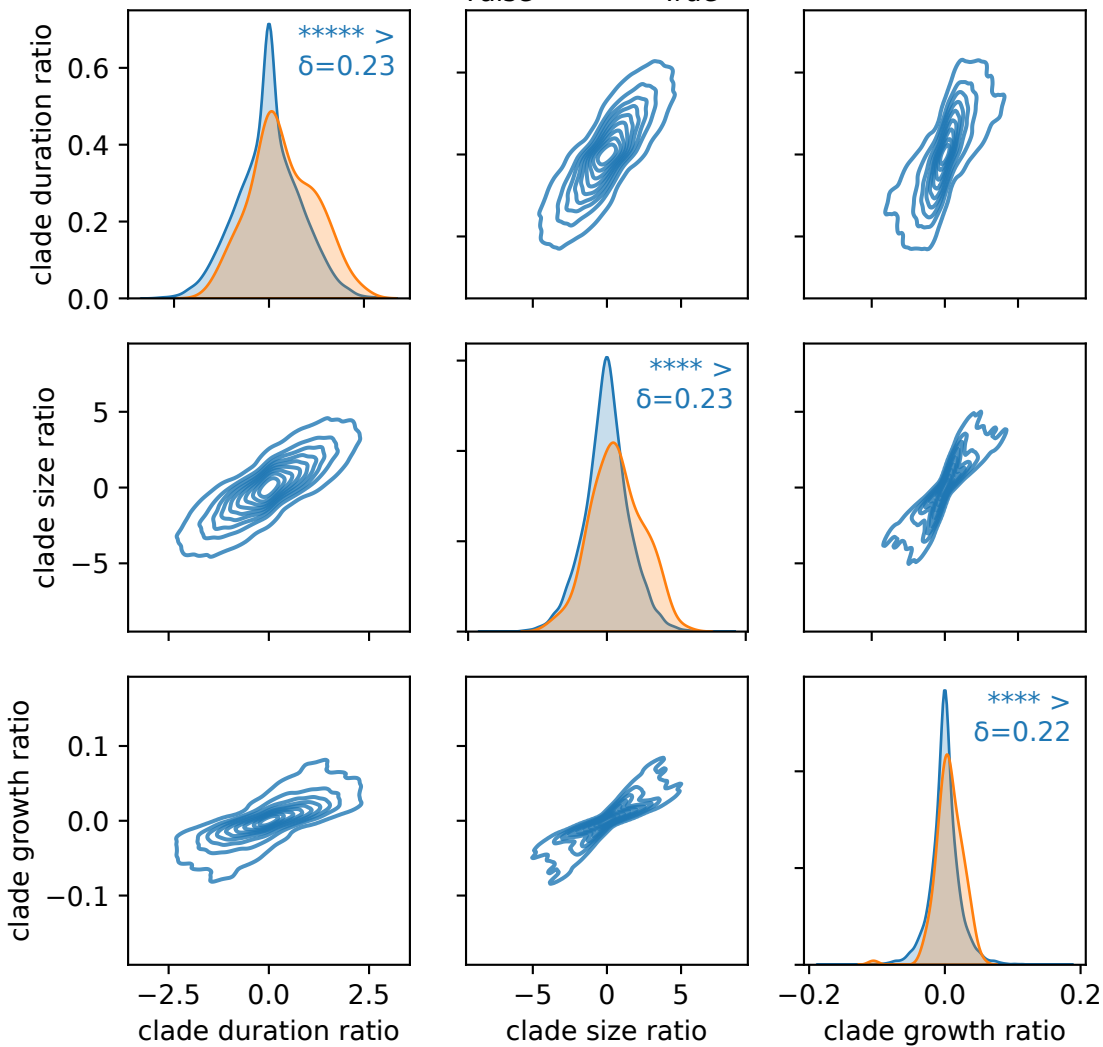 ***** >
δ=0.23
clade duration ratio
0.6
0.4
0.2
0.0
**** >
δ=0.23
clade size ratio
5
0
−5
**** >
δ=0.22
clade growth ratio
0.1
0.0
−0.1
−2.5 0.0 2.5
−5 0 5
−0.2 0.0 0.2
clade duration ratio
clade size ratio
clade growth ratio